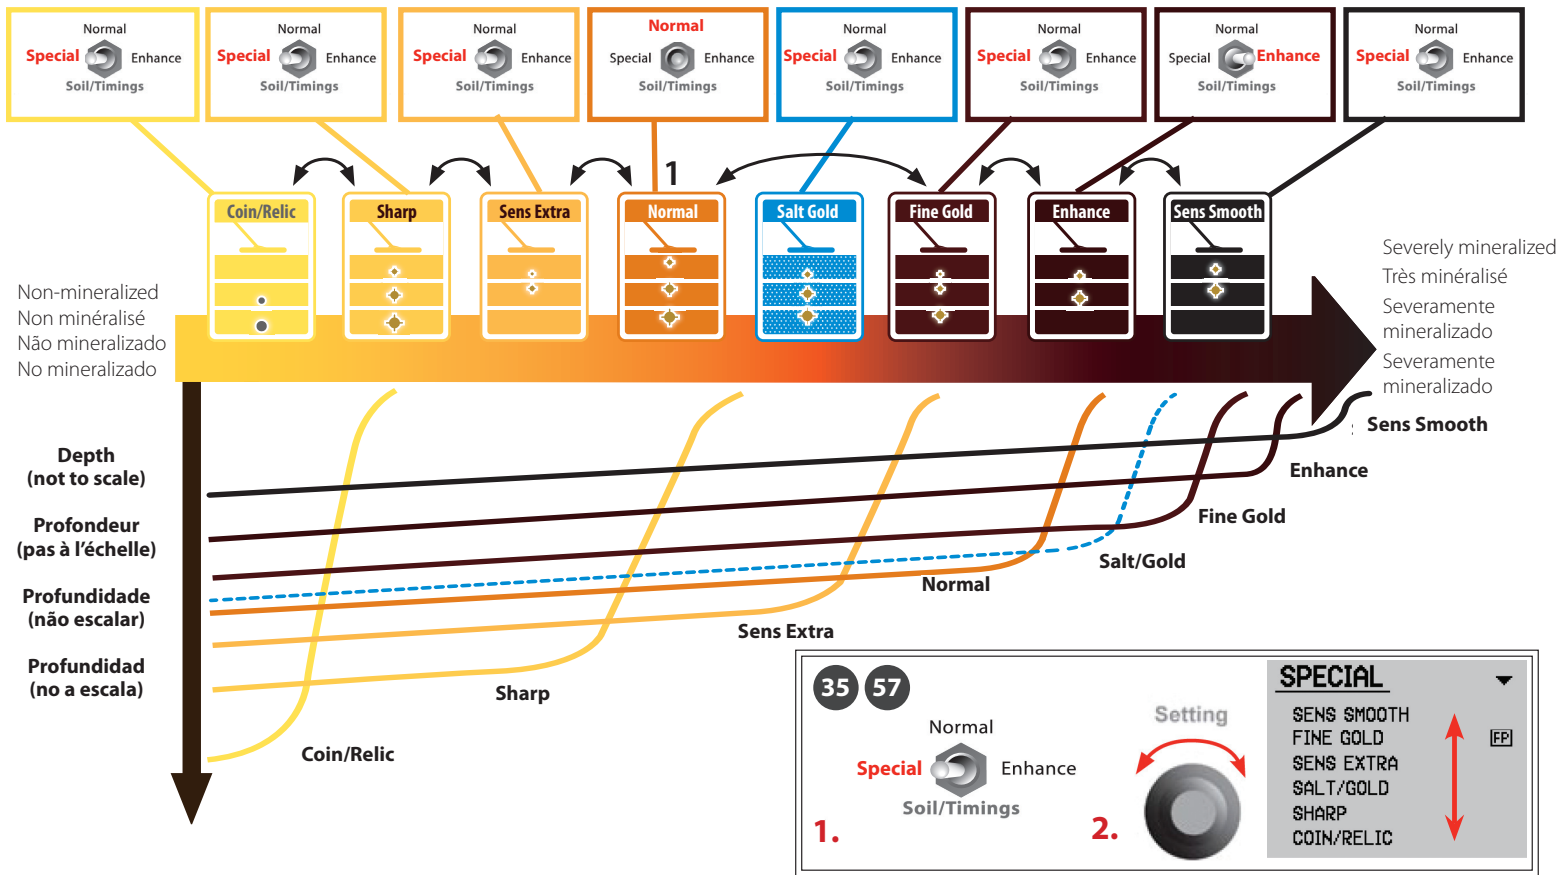 Normal
Special Enhance
Soil/Timings
Normal
Special Enhance
Soil/Timings
Normal
Special Enhance
Soil/Timings
Normal
Special Enhance
Soil/Timings
Normal
Special Enhance
Soil/Timings
Normal
Special Enhance
Soil/Timings
Normal
Special Enhance
Soil/Timings
Normal
Special Enhance
Soil/Timings
1
Coin/Relic
Sharp
Sens Extra
Normal
Salt Gold
Fine Gold
Enhance
Sens Smooth
Non-mineralized
Non minéralisé
Não mineralizado
No mineralizado
Severely mineralized
Très minéralisé
Severamente
mineralizado
Severamente
mineralizado
Depth
(not to scale)
Profondeur
(pas à l'échelle)
Profundidade
(não escalar)
Profundidad
(no a escala)
: Sens Smooth
Enhance
Fine Gold
Salt/Gold
Normal
Sens Extra
Sharp
Coin/Relic
35 57
Normal
Special Enhance
Soil/Timings
1.
Setting
2.
SPECIAL
SENS SMOOTH
FINE GOLD FP
SENS EXTRA
SALT/GOLD
SHARP
COIN/RELIC